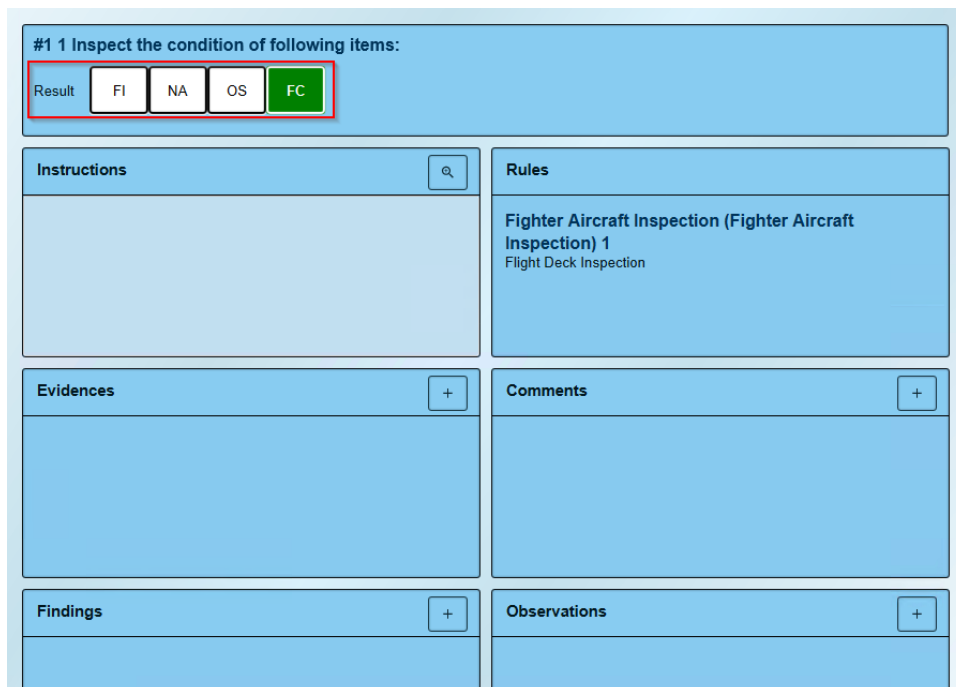 #1 1 Inspect the condition of following items:
Result FI NA OS FC
Instructions
Rules
Fighter Aircraft Inspection (Fighter Aircraft
Inspection) 1
Flight Deck Inspection
Evidences +
Comments +
Findings +
Observations +